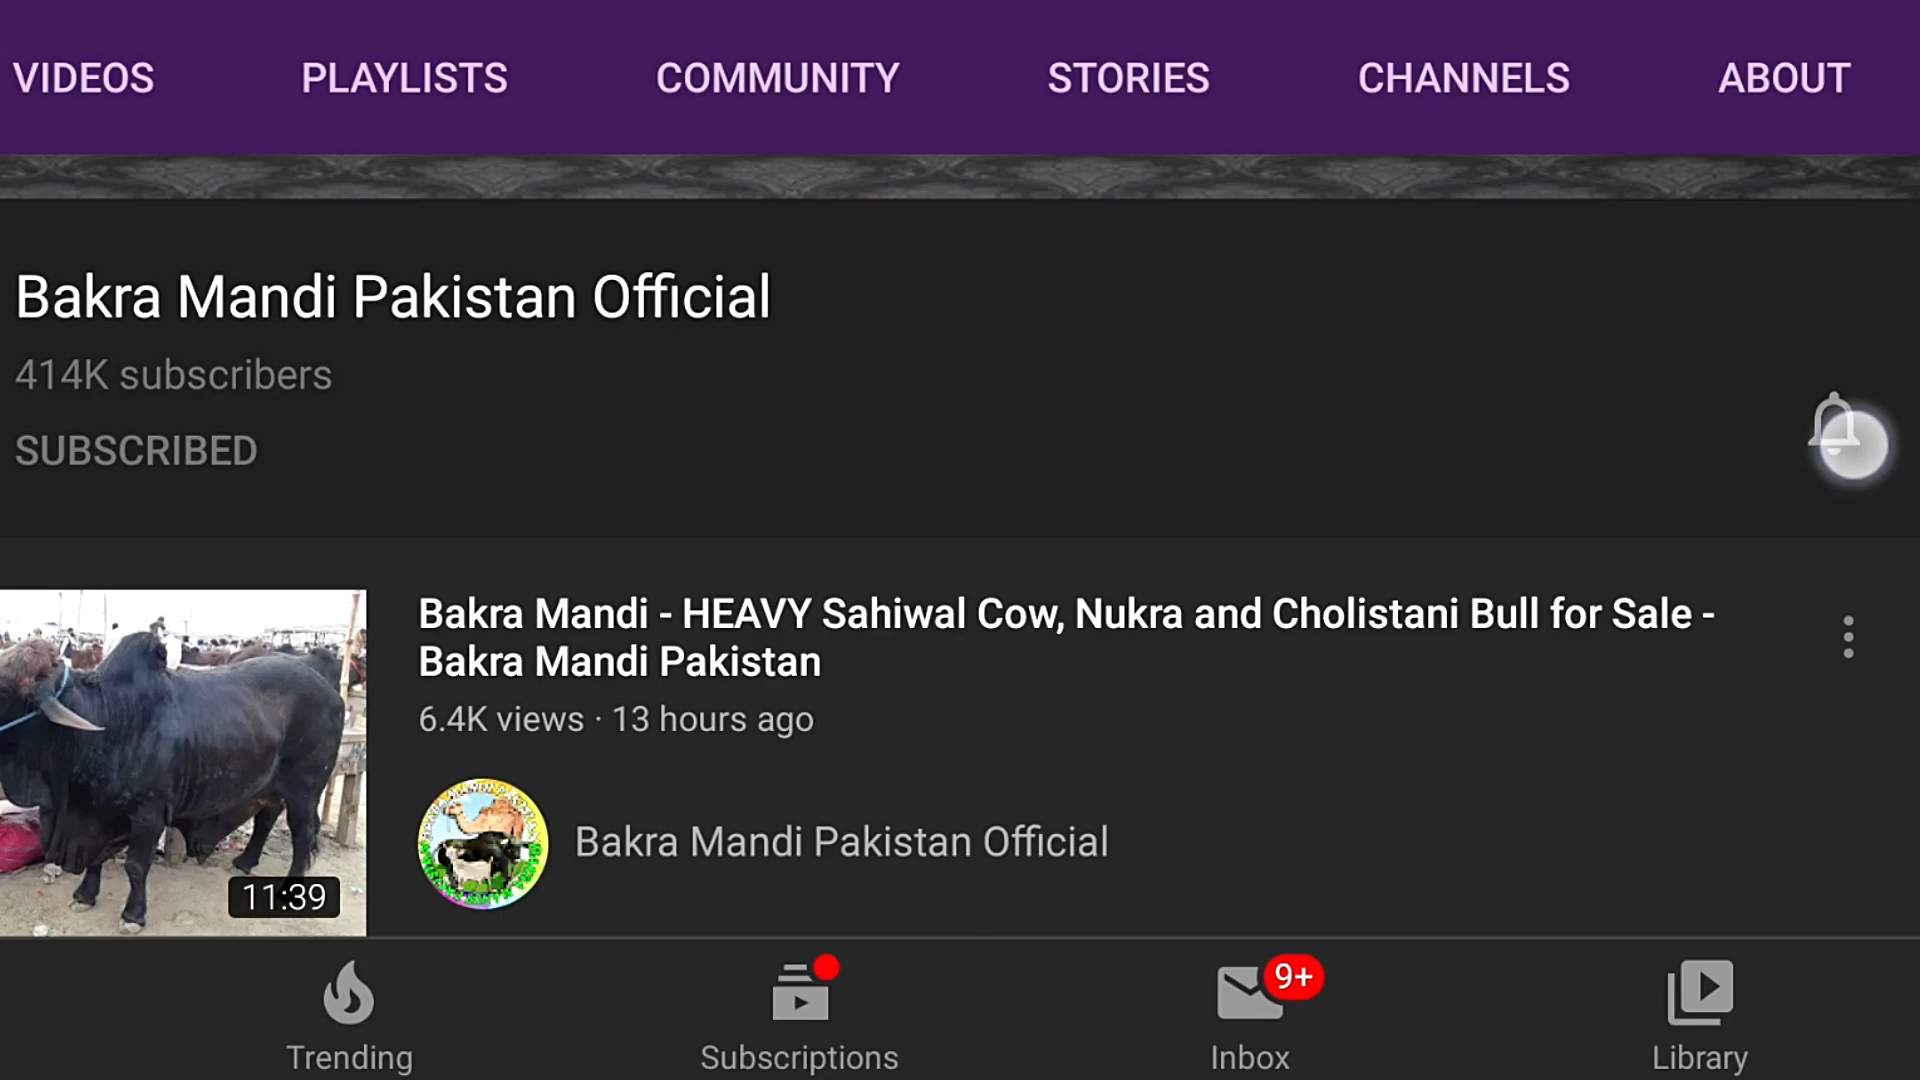 VIDEOS PLAYLISTS COMMUNITY STORIES CHANNELS ABOUT
Bakra Mandi Pakistan Official
414K subscribers
SUBSCRIBED
Bakra Mandi - HEAVY Sahiwal Cow, Nukra and Cholistani Bull for Sale -
Bakra Mandi Pakistan
6.4K views · 13 hours ago
Bakra Mandi Pakistan Official
11:39
9+
Trending Subscriptions Inbox Library